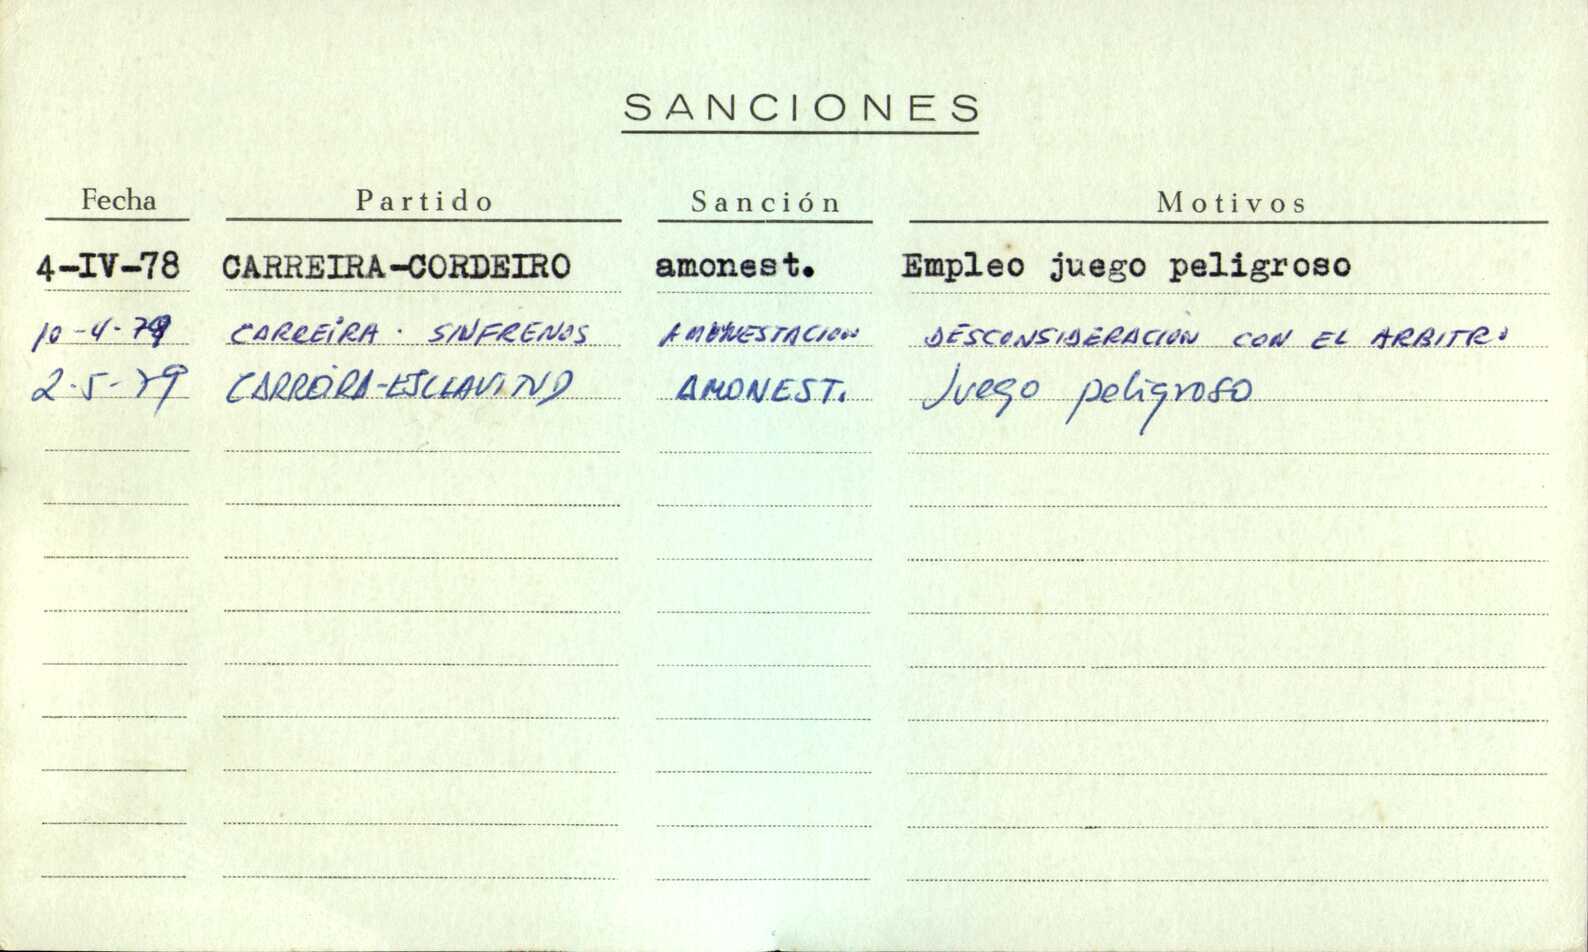 SANCIONES
Fecha Partido Sanción Motivos
4-IV-78 CARREIRA-CORDEIRO amonest. Empleo juego peligroso
10-4-79 CARREIRA · SINFRENOS AMONESTACION DESCONSIDERACION CON EL ARBITRO
2-5-79 CARREIRA-ESCLAVITUD AMONEST. Juego peligroso